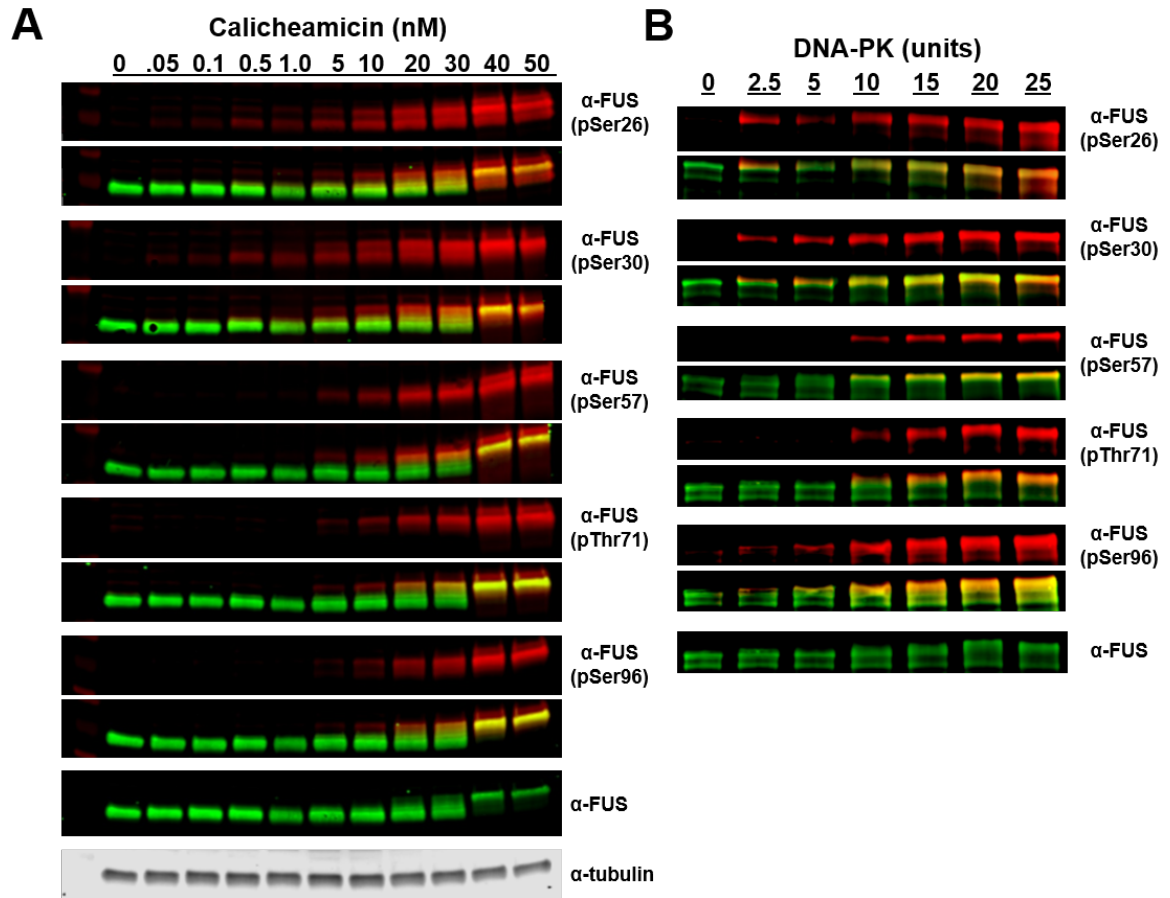 A
Calicheamicin (nM)
0 .05 0.1 0.5 1.0 5 10 20 30 40 50
α-FUS
(pSer26)
α-FUS
(pSer30)
α-FUS
(pSer57)
α-FUS
(pThr71)
α-FUS
(pSer96)
α-FUS
α-tubulin
B
DNA-PK (units)
0 2.5 5 10 15 20 25
α-FUS
(pSer26)
α-FUS
(pSer30)
α-FUS
(pSer57)
α-FUS
(pThr71)
α-FUS
(pSer96)
α-FUS